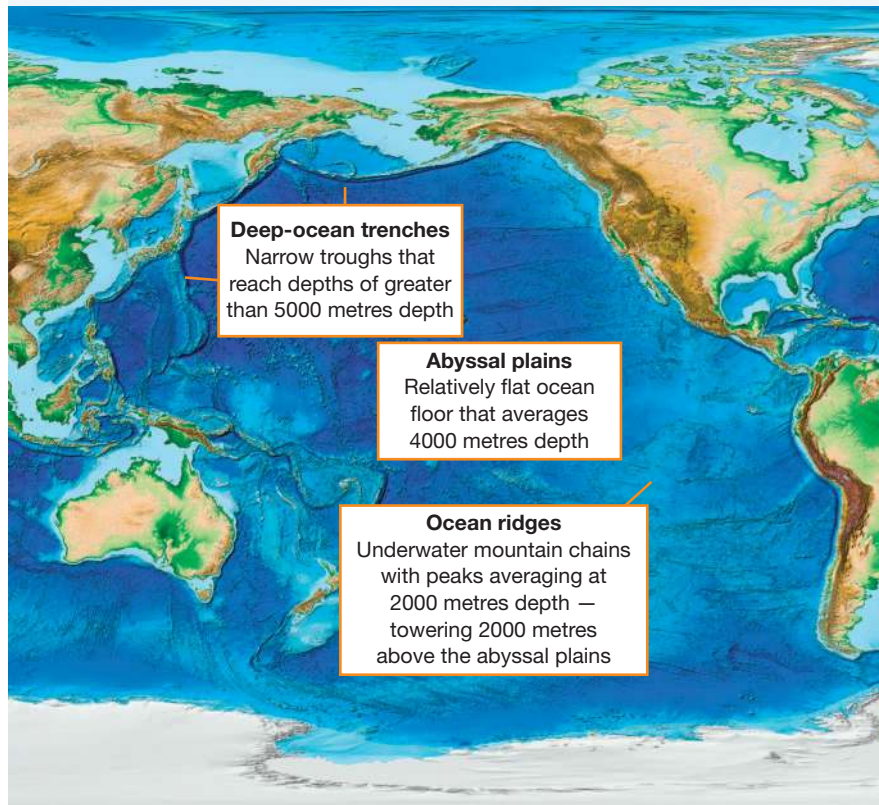 Deep-ocean trenches
Narrow troughs that
reach depths of greater
than 5000 metres depth
Abyssal plains
Relatively flat ocean
floor that averages
4000 metres depth
Ocean ridges
Underwater mountain chains
with peaks averaging at
2000 metres depth —
towering 2000 metres
above the abyssal plains